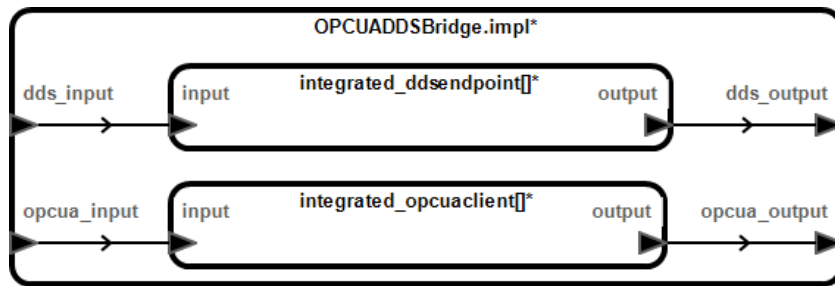 OPCUADDSBridge.impl*
dds_input
input
integrated_ddsendpoint[]*
output
dds_output
opcua_input
input
integrated_opcuaclient[]*
output
opcua_output